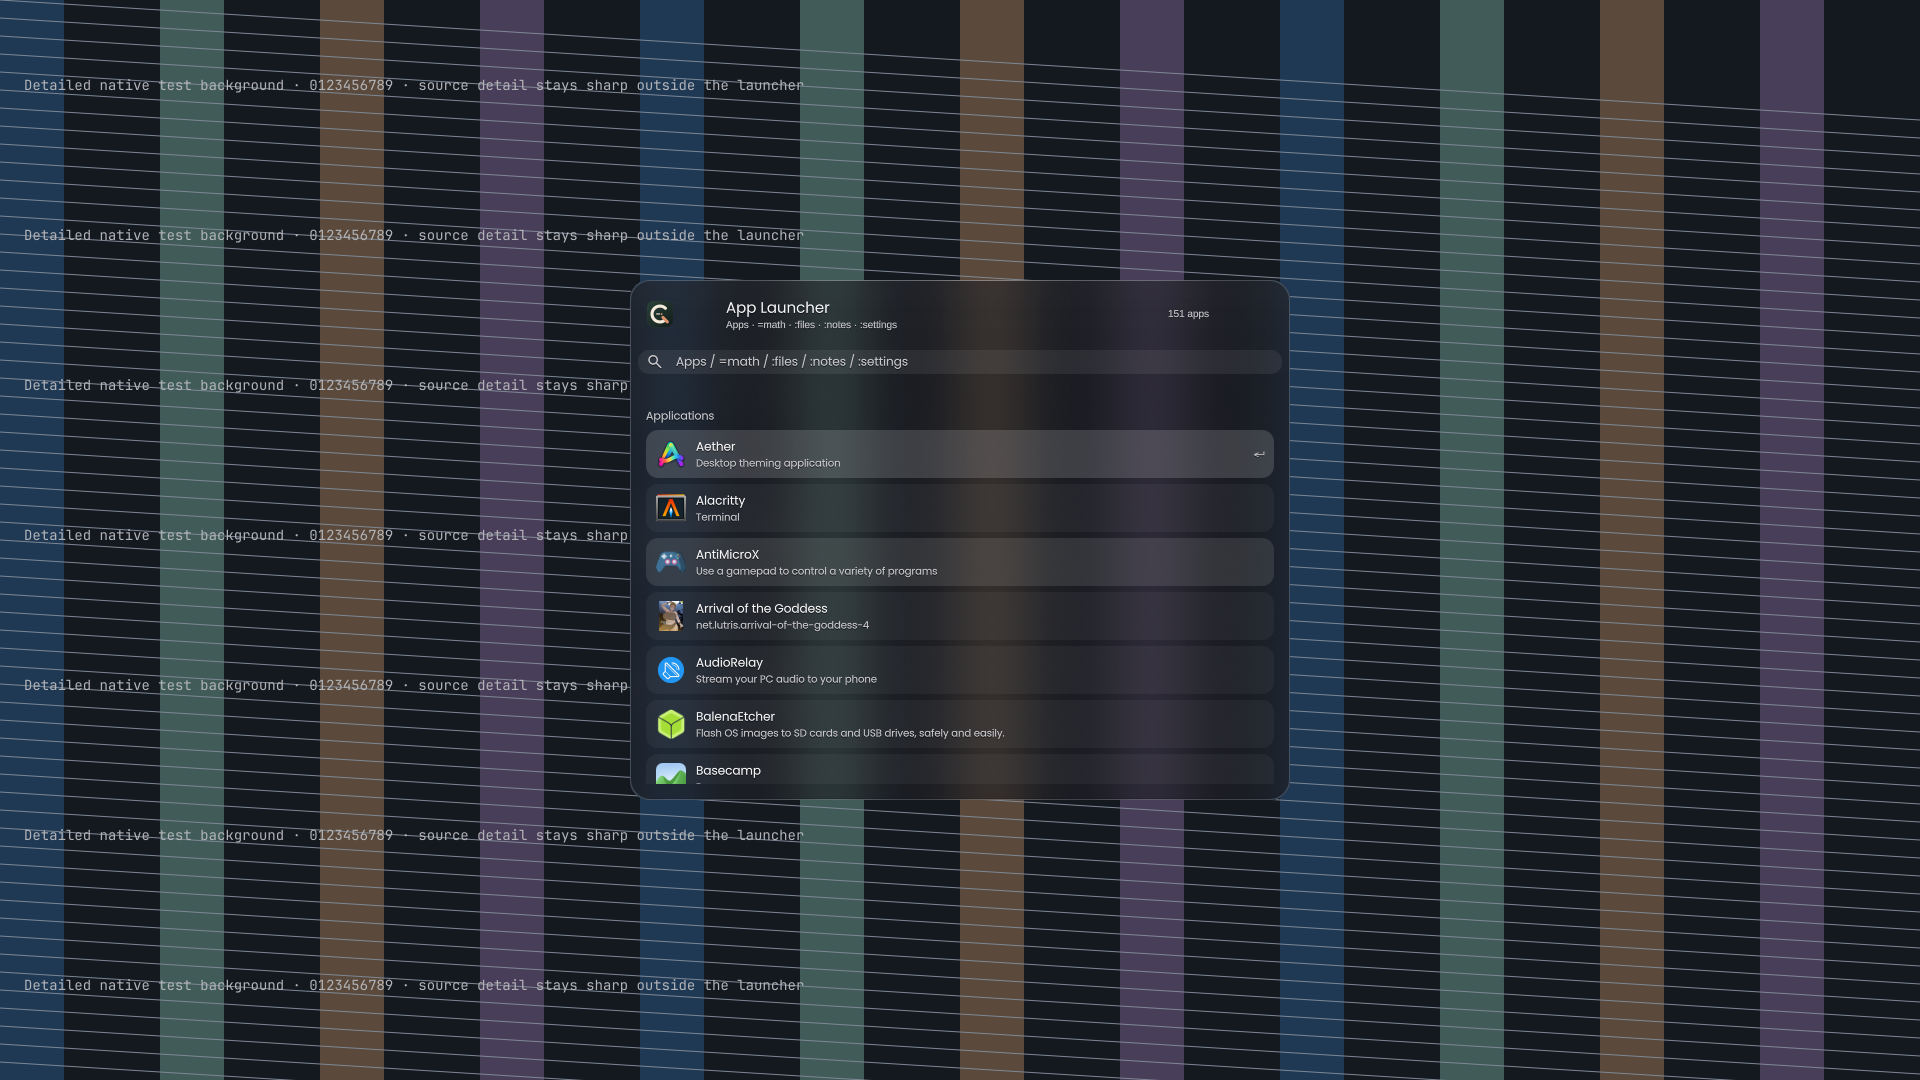 Detailed native test background · 0123456789 · source detail stays sharp outside the launcher
Detailed native test background · 0123456789 · source detail stays sharp outside the launcher
App Launcher
Apps · =math · :files · :notes · :settings
151 apps
Apps / =math / :files / :notes / :settings
Detailed native test background · 0123456789 · source detail stays sharp
Applications
Aether
Desktop theming application
Alacritty
Terminal
Detailed native test background · 0123456789 · source detail stays sharp
AntiMicroX
Use a gamepad to control a variety of programs
Arrival of the Goddess
net.lutris.arrival-of-the-goddess-4
AudioRelay
Stream your PC audio to your phone
Detailed native test background · 0123456789 · source detail stays sharp
BalenaEtcher
Flash OS images to SD cards and USB drives, safely and easily.
Basecamp
Detailed native test background · 0123456789 · source detail stays sharp outside the launcher
Detailed native test background · 0123456789 · source detail stays sharp outside the launcher